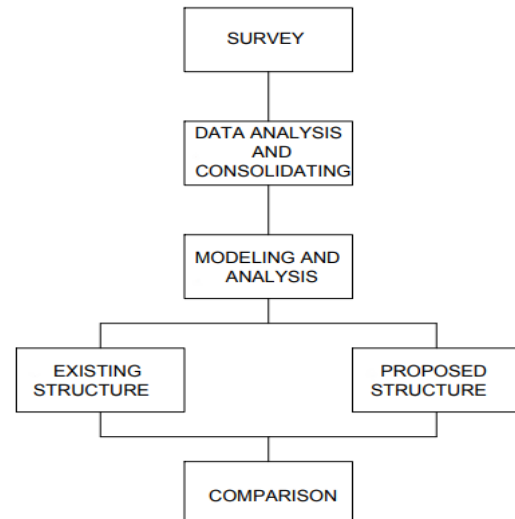 SURVEY
DATA ANALYSIS
AND
CONSOLIDATING
MODELING AND
ANALYSIS
EXISTING
STRUCTURE
PROPOSED
STRUCTURE
COMPARISON